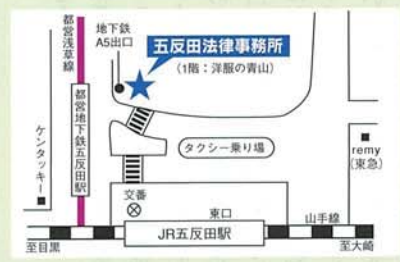 都営浅草線
地下鉄
A5出口
五反田法律事務所
（1階：洋服の青山）
都営地下鉄五反田駅
ケンタッキー
タクシー乗り場
remy
（東急）
交番
東口
山手線
JR五反田駅
至目黒
至大崎